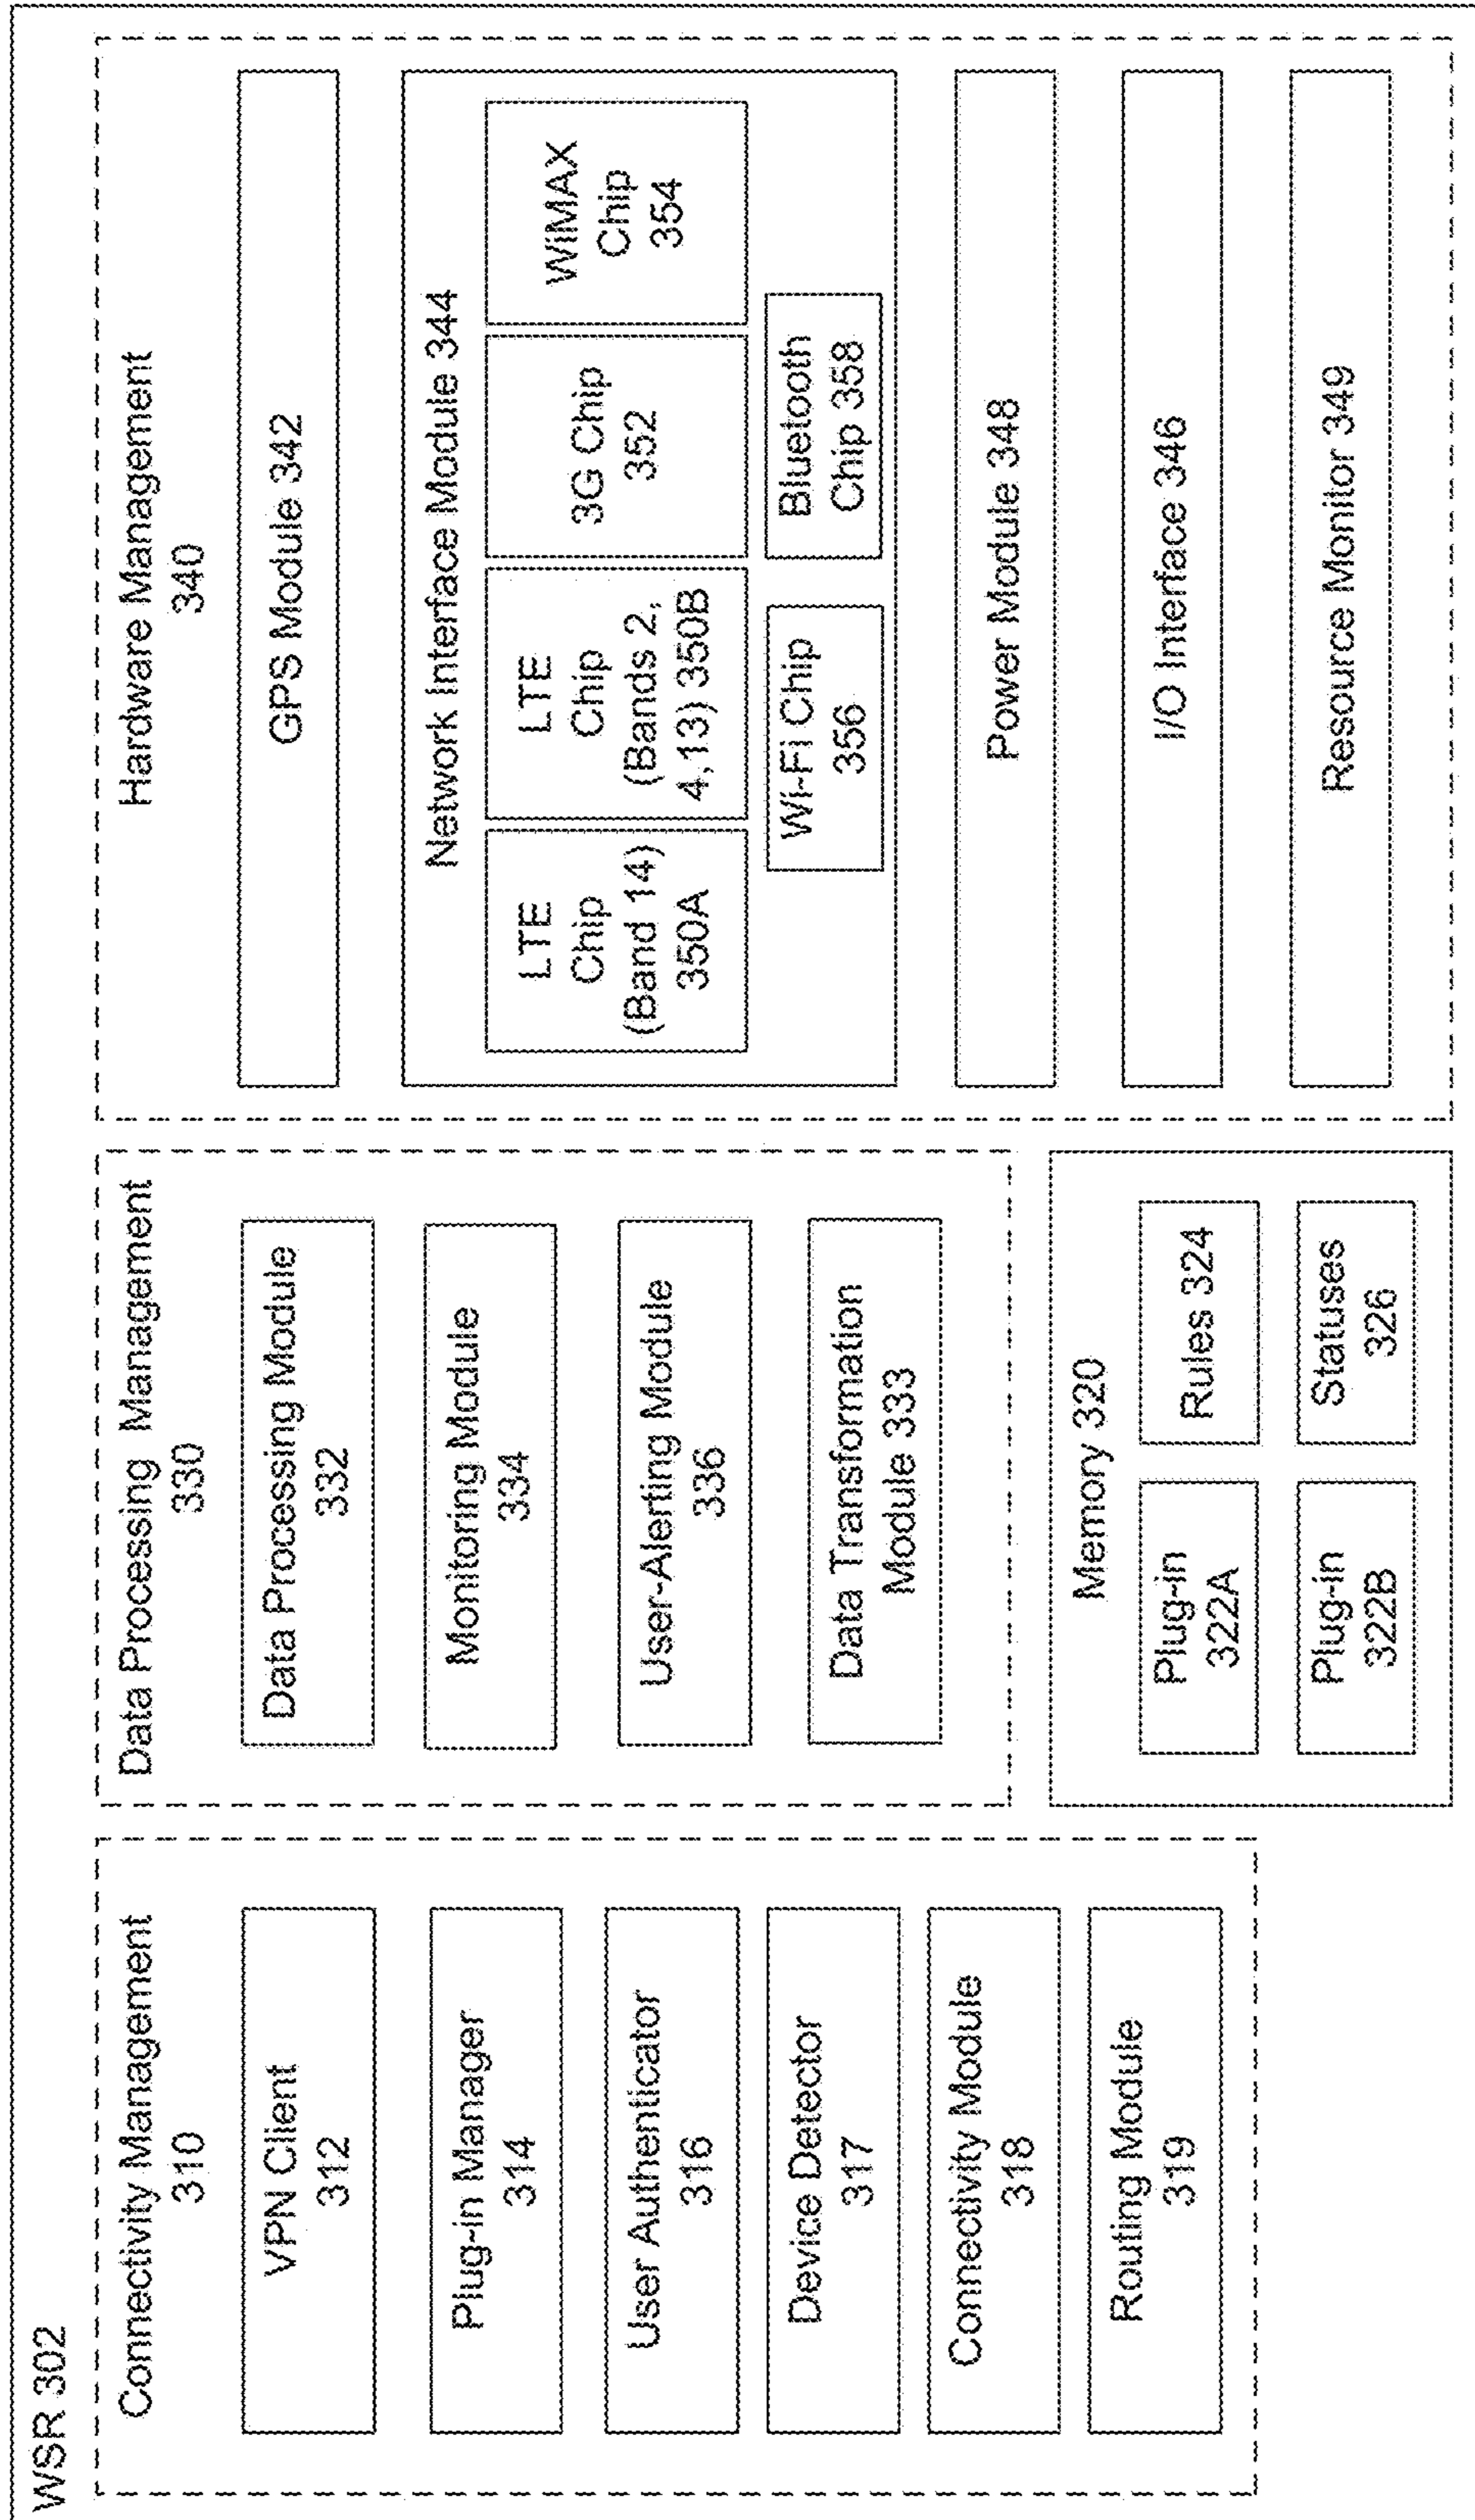 WSR 302
Connectivity Management
310
VPN Client
312
Plug-in Manager
314
User Authenticator
316
Device Detector
317
Connectivity Module
318
Routing Module
319
Data Processing Management
330
Data Processing Module
332
Monitoring Module
334
User-Alerting Module
336
Data Transformation
Module 333
Memory 320
Plug-in
322A
Rules 324
Plug-in
322B
Statuses
326
Hardware Management
340
GPS Module 342
Network Interface Module 344
LTE
Chip
(Band 14)
350A
LTE
Chip
(Bands 2,
4,13) 350B
3G Chip
352
WiMAX
Chip
354
Wi-Fi Chip
356
Bluetooth
Chip 358
Power Module 348
I/O Interface 346
Resource Monitor 349